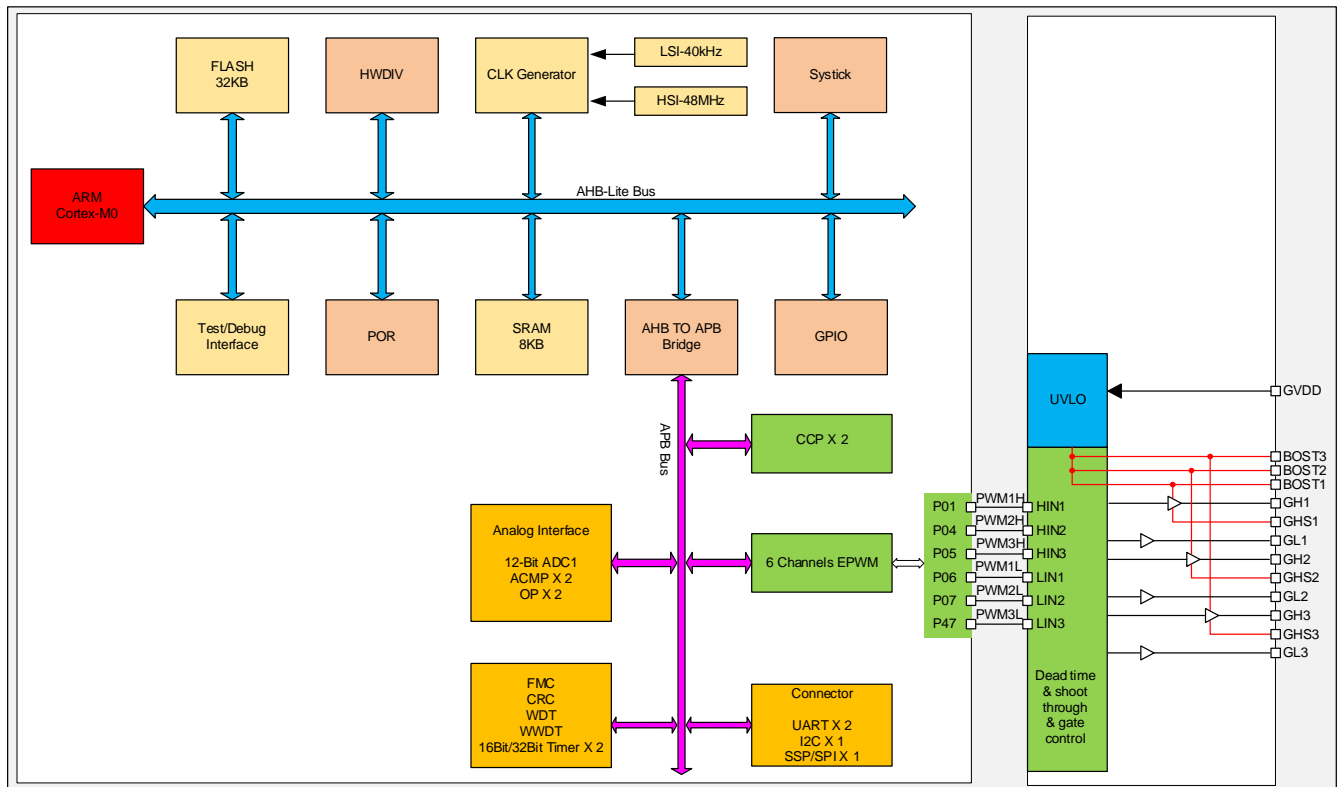 FLASH
32KB
HWDIV
CLK Generator
LSI-40kHz
HSI-48MHz
Systick
ARM
Cortex-M0
AHB-Lite Bus
Test/Debug
Interface
POR
SRAM
8KB
AHB TO APB
Bridge
GPIO
APB Bus
CCP X 2
Analog Interface
12-Bit ADC1
ACMP X 2
OP X 2
6 Channels EPWM
FMC
CRC
WDT
WWDT
16Bit/32Bit Timer X 2
Connector
UART X 2
I2C X 1
SSP/SPI X 1
P01
P04
P05
P06
P07
P47
PWM1H
PWM2H
PWM3H
PWM1L
PWM2L
PWM3L
HIN1
HIN2
HIN3
LIN1
LIN2
LIN3
UVLO
Dead time
& shoot
through
& gate
control
GVDD
BOST3
BOST2
BOST1
GH1
GHS1
GL1
GH2
GHS2
GL2
GH3
GHS3
GL3